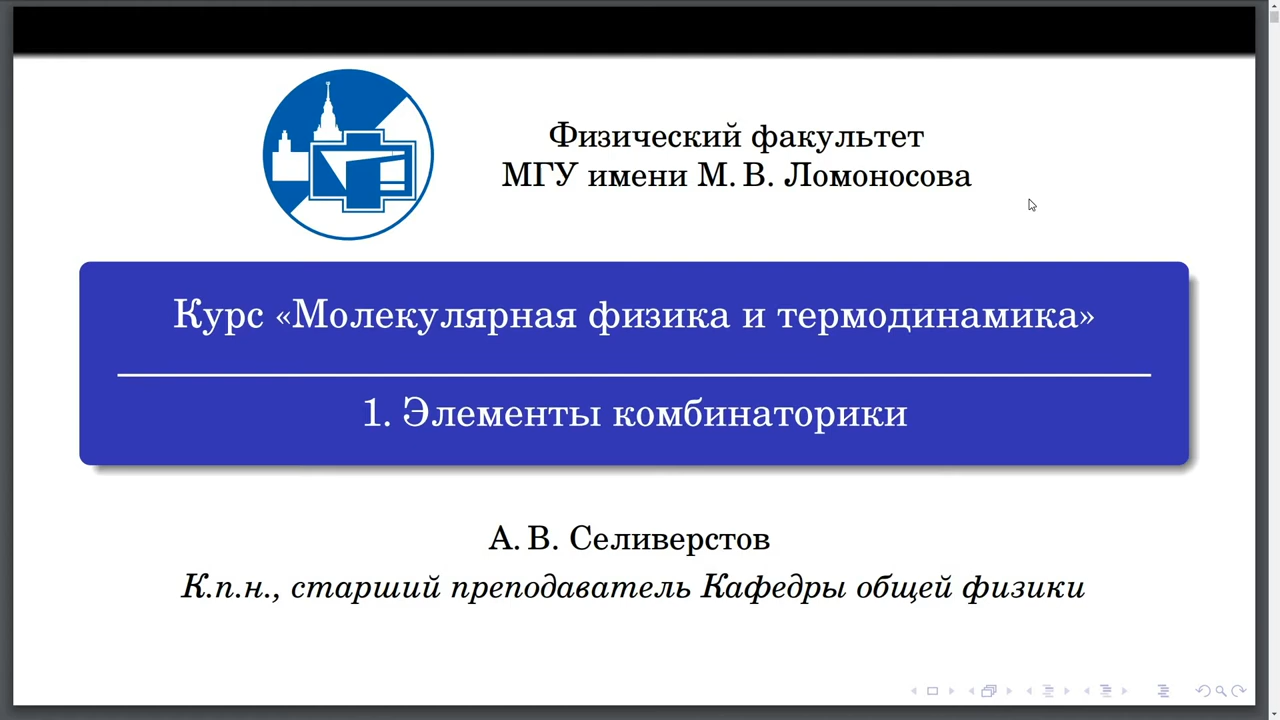 Физический факультет
МГУ имени М. В. Ломоносова
Курс «Молекулярная физика и термодинамика»
1. Элементы комбинаторики
А. В. Селиверстов
К.п.н., старший преподаватель Кафедры общей физики